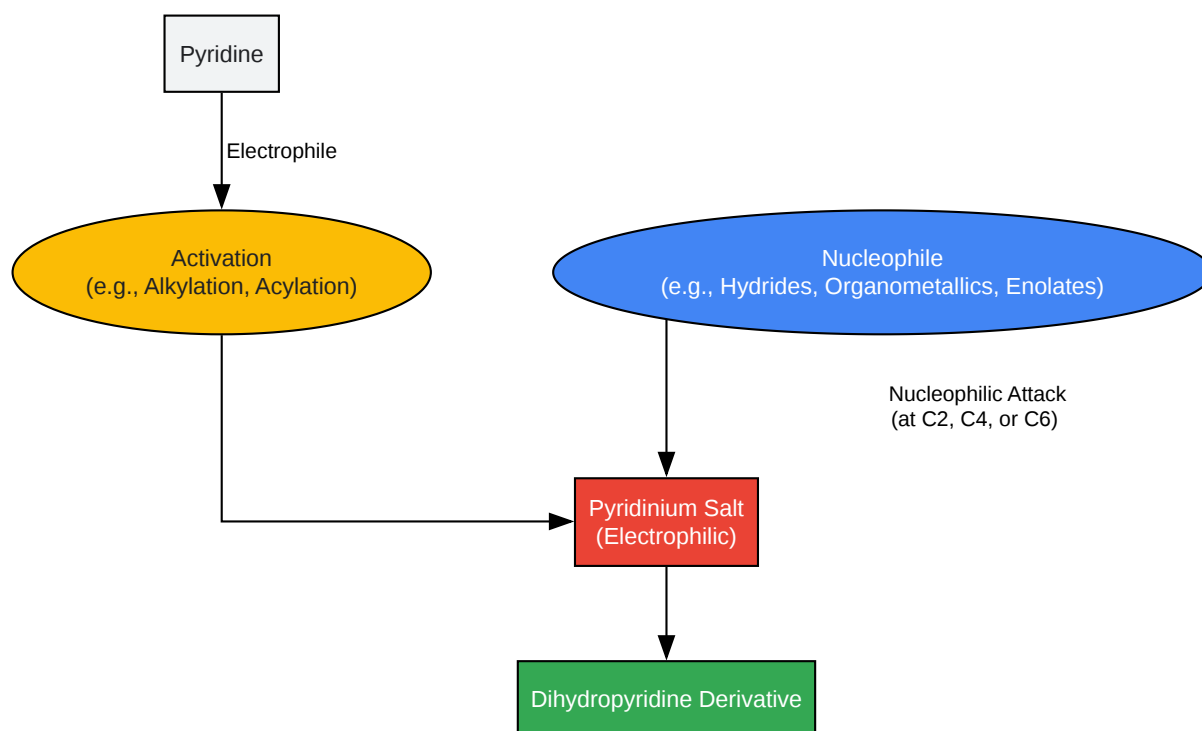 Pyridine
Electrophile
Activation
(e.g., Alkylation, Acylation)
Nucleophile
(e.g., Hydrides, Organometallics, Enolates)
Nucleophilic Attack
(at C2, C4, or C6)
Pyridinium Salt
(Electrophilic)
Dihydropyridine Derivative